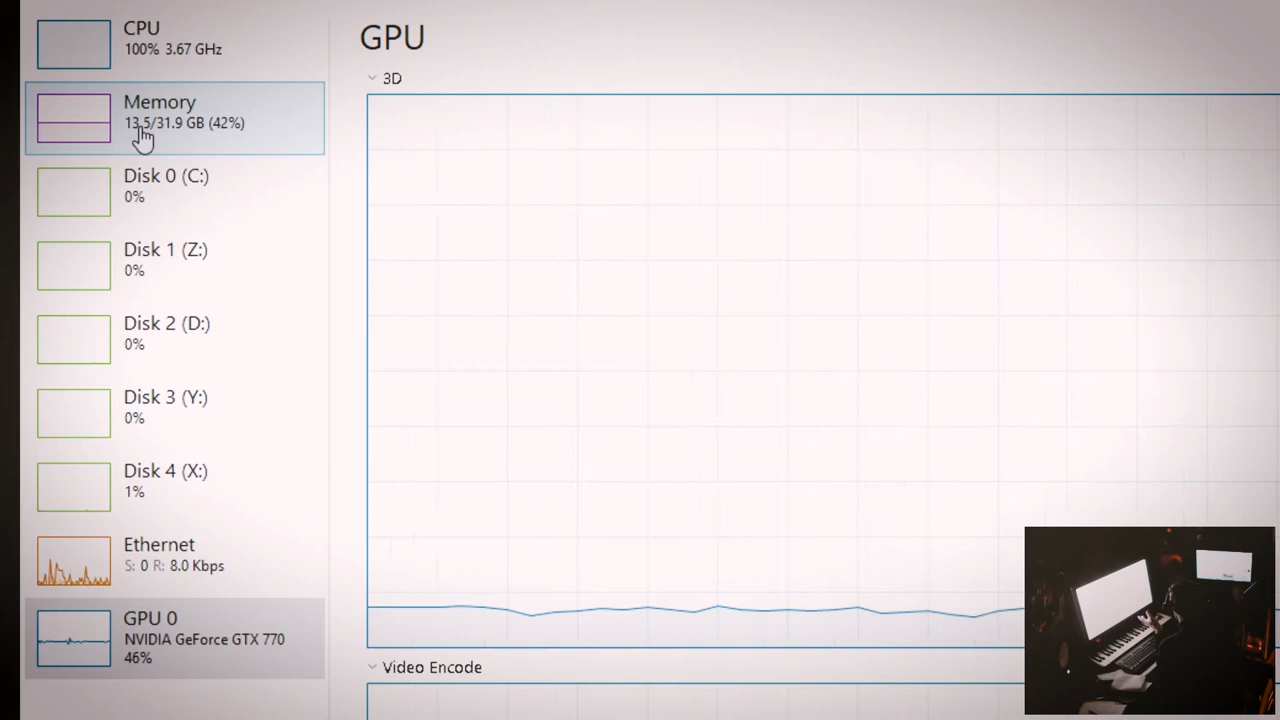 CPU
100% 3.67 GHz
Memory
13.5/31.9 GB (42%)
Disk 0 (C:)
0%
Disk 1 (Z:)
0%
Disk 2 (D:)
0%
Disk 3 (Y:)
0%
Disk 4 (X:)
1%
Ethernet
S: 0 R: 8.0 Kbps
GPU 0
NVIDIA GeForce GTX 770
46%
GPU
3D
Video Encode